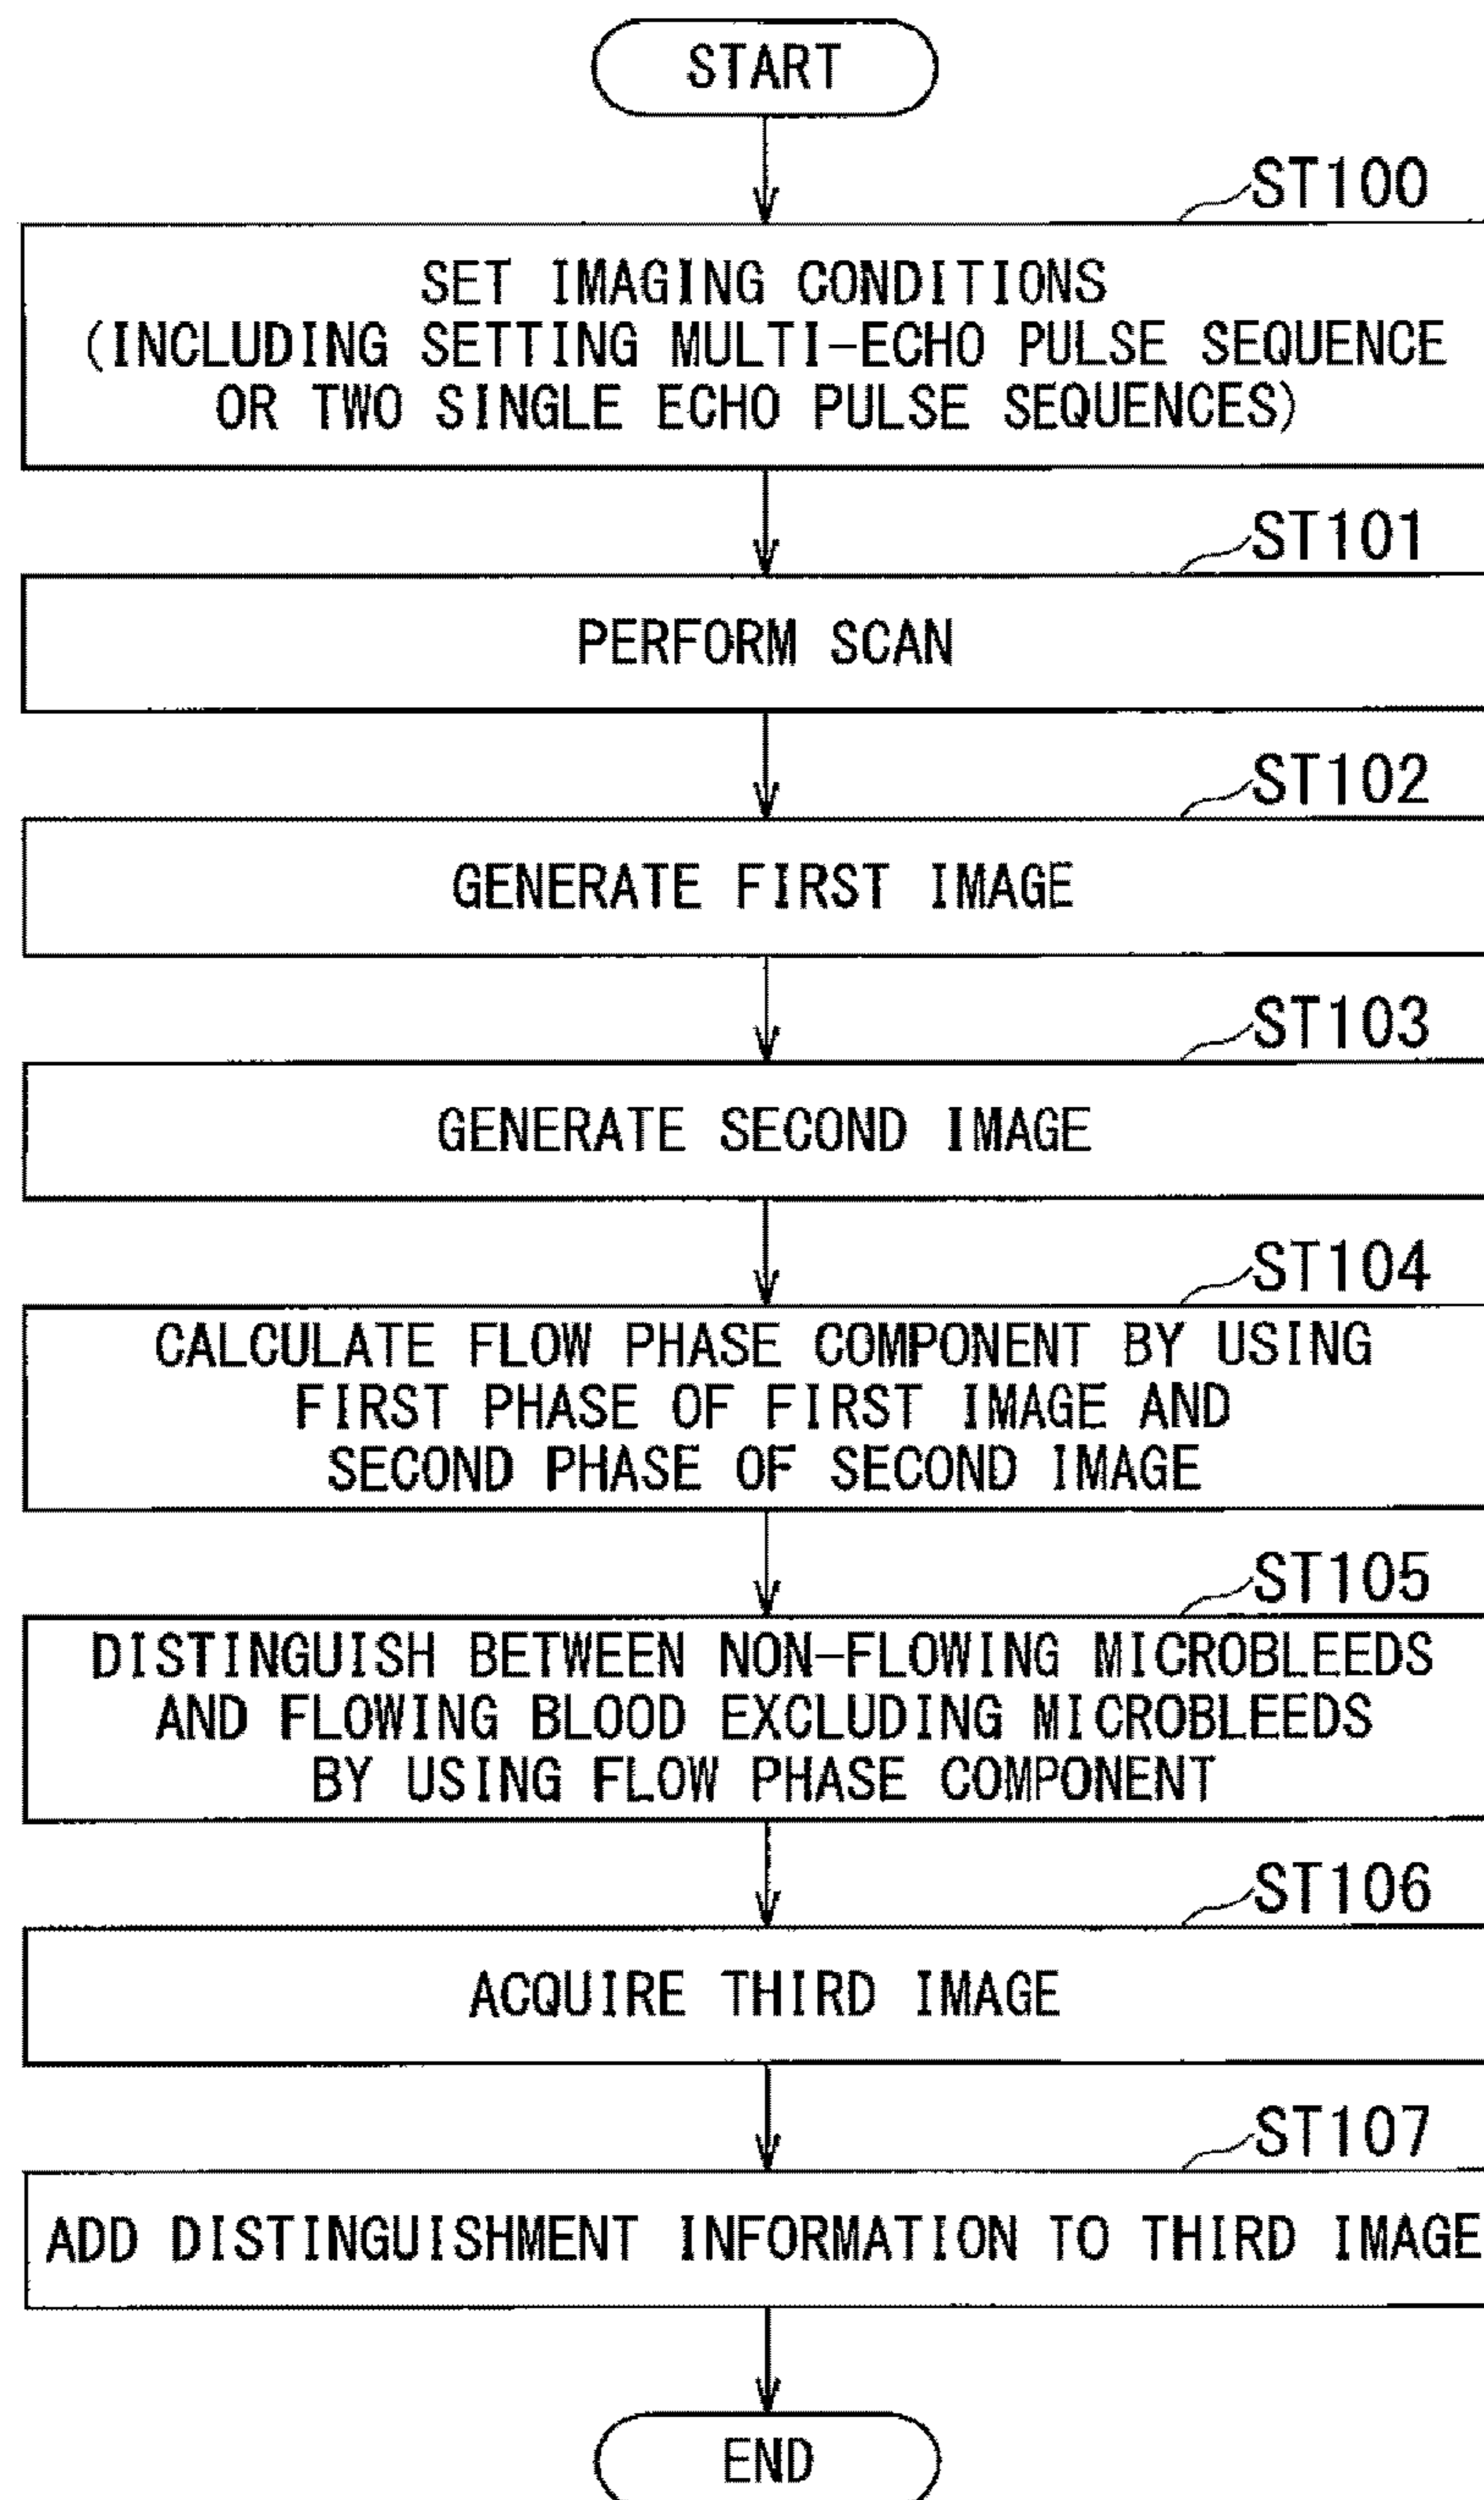 START
ST100
SET IMAGING CONDITIONS
(INCLUDING SETTING MULTI-ECHO PULSE SEQUENCE
OR TWO SINGLE ECHO PULSE SEQUENCES)
ST101
PERFORM SCAN
ST102
GENERATE FIRST IMAGE
ST103
GENERATE SECOND IMAGE
ST104
CALCULATE FLOW PHASE COMPONENT BY USING
FIRST PHASE OF FIRST IMAGE AND
SECOND PHASE OF SECOND IMAGE
ST105
DISTINGUISH BETWEEN NON-FLOWING MICROBLEEDS
AND FLOWING BLOOD EXCLUDING MICROBLEEDS
BY USING FLOW PHASE COMPONENT
ST106
ACQUIRE THIRD IMAGE
ST107
ADD DISTINGUISHMENT INFORMATION TO THIRD IMAGE
END